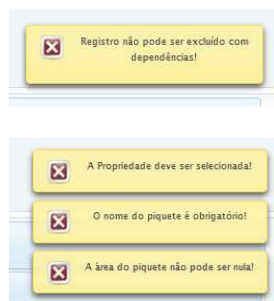 Registro não pode ser excluído com
dependências!
A Propriedade deve ser selecionada!
O nome do piquete é obrigatório!
A àrea do piquete não pode ser nula!